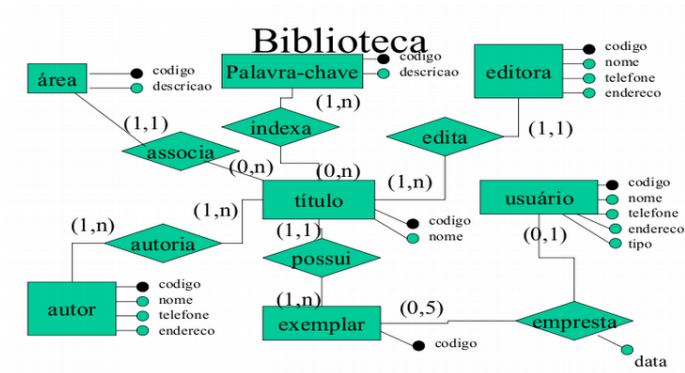 Biblioteca
área
codigo
descricao
Palavra-chave
codigo
descricao
editora
codigo
nome
telefone
endereco
(1,1)
(1,n)
indexa
edita
(1,1)
associa
(0,n)
(0,n)
(1,n)
título
codigo
nome
usuário
codigo
nome
telefone
endereco
tipo
(1,n)
(1,n)
autoria
(1,1)
possui
(0,1)
autor
codigo
nome
telefone
endereco
(1,n)
exemplar
codigo
(0,5)
empresta
data